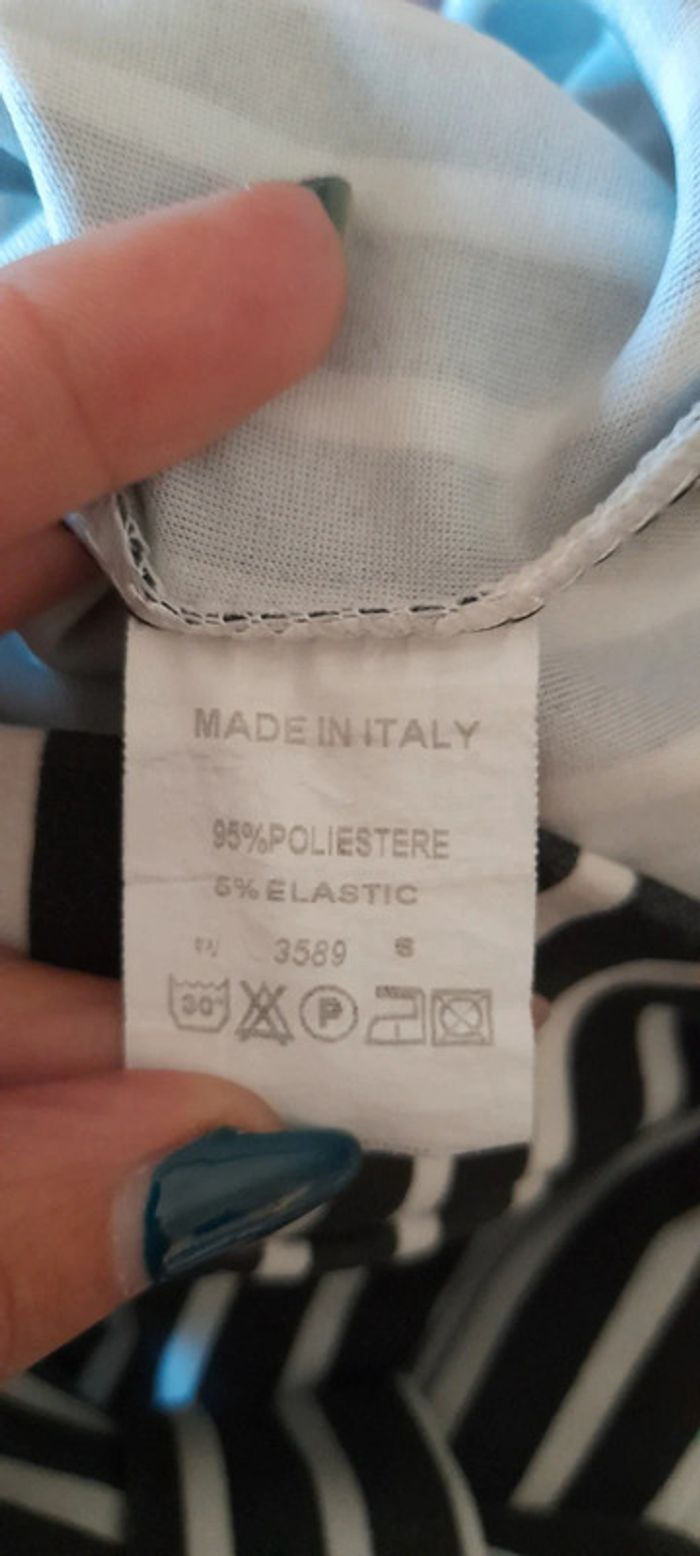 MADE IN ITALY
95%POLIESTERE
5% ELASTIC
3589 S
30°
P